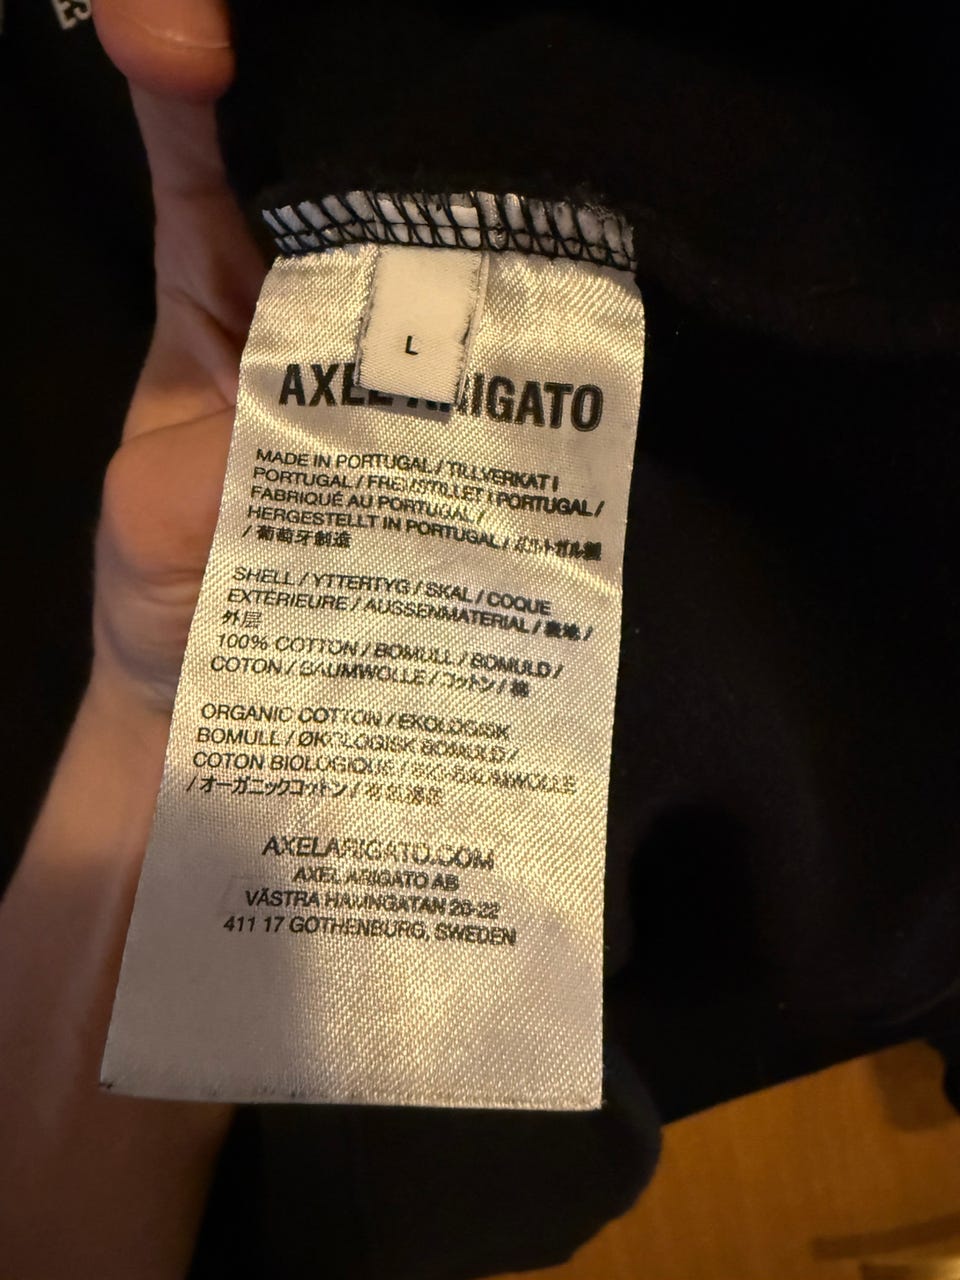 ES
L
AXEL ARIGATO
MADE IN PORTUGAL / TILLVERKAT I
PORTUGAL / FREMSTILLET I PORTUGAL /
FABRIQUÉ AU PORTUGAL /
HERGESTELLT IN PORTUGAL / ポルトガル製
/ 葡萄牙制造
SHELL / YTTERTYG / SKAL / COQUE
EXTÉRIEURE / AUSSENMATERIAL / 表地 /
外层
100% COTTON / BOMULL / BOMULD /
COTON / BAUMWOLLE / コットン / 棉
ORGANIC COTTON / EKOLOGISK
BOMULL / ØKOLOGISK BOMULD /
COTON BIOLOGIQUE / BIO-BAUMWOLLE
/ オーガニックコットン /
AXELARIGATO.COM
AXEL ARIGATO AB
VÄSTRA HAMNGATAN 20-22
411 17 GOTHENBURG, SWEDEN